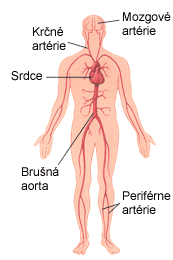 Mozgové
artérie
Krčné
artérie
Srdce
Brušná
aorta
Periférne
artérie